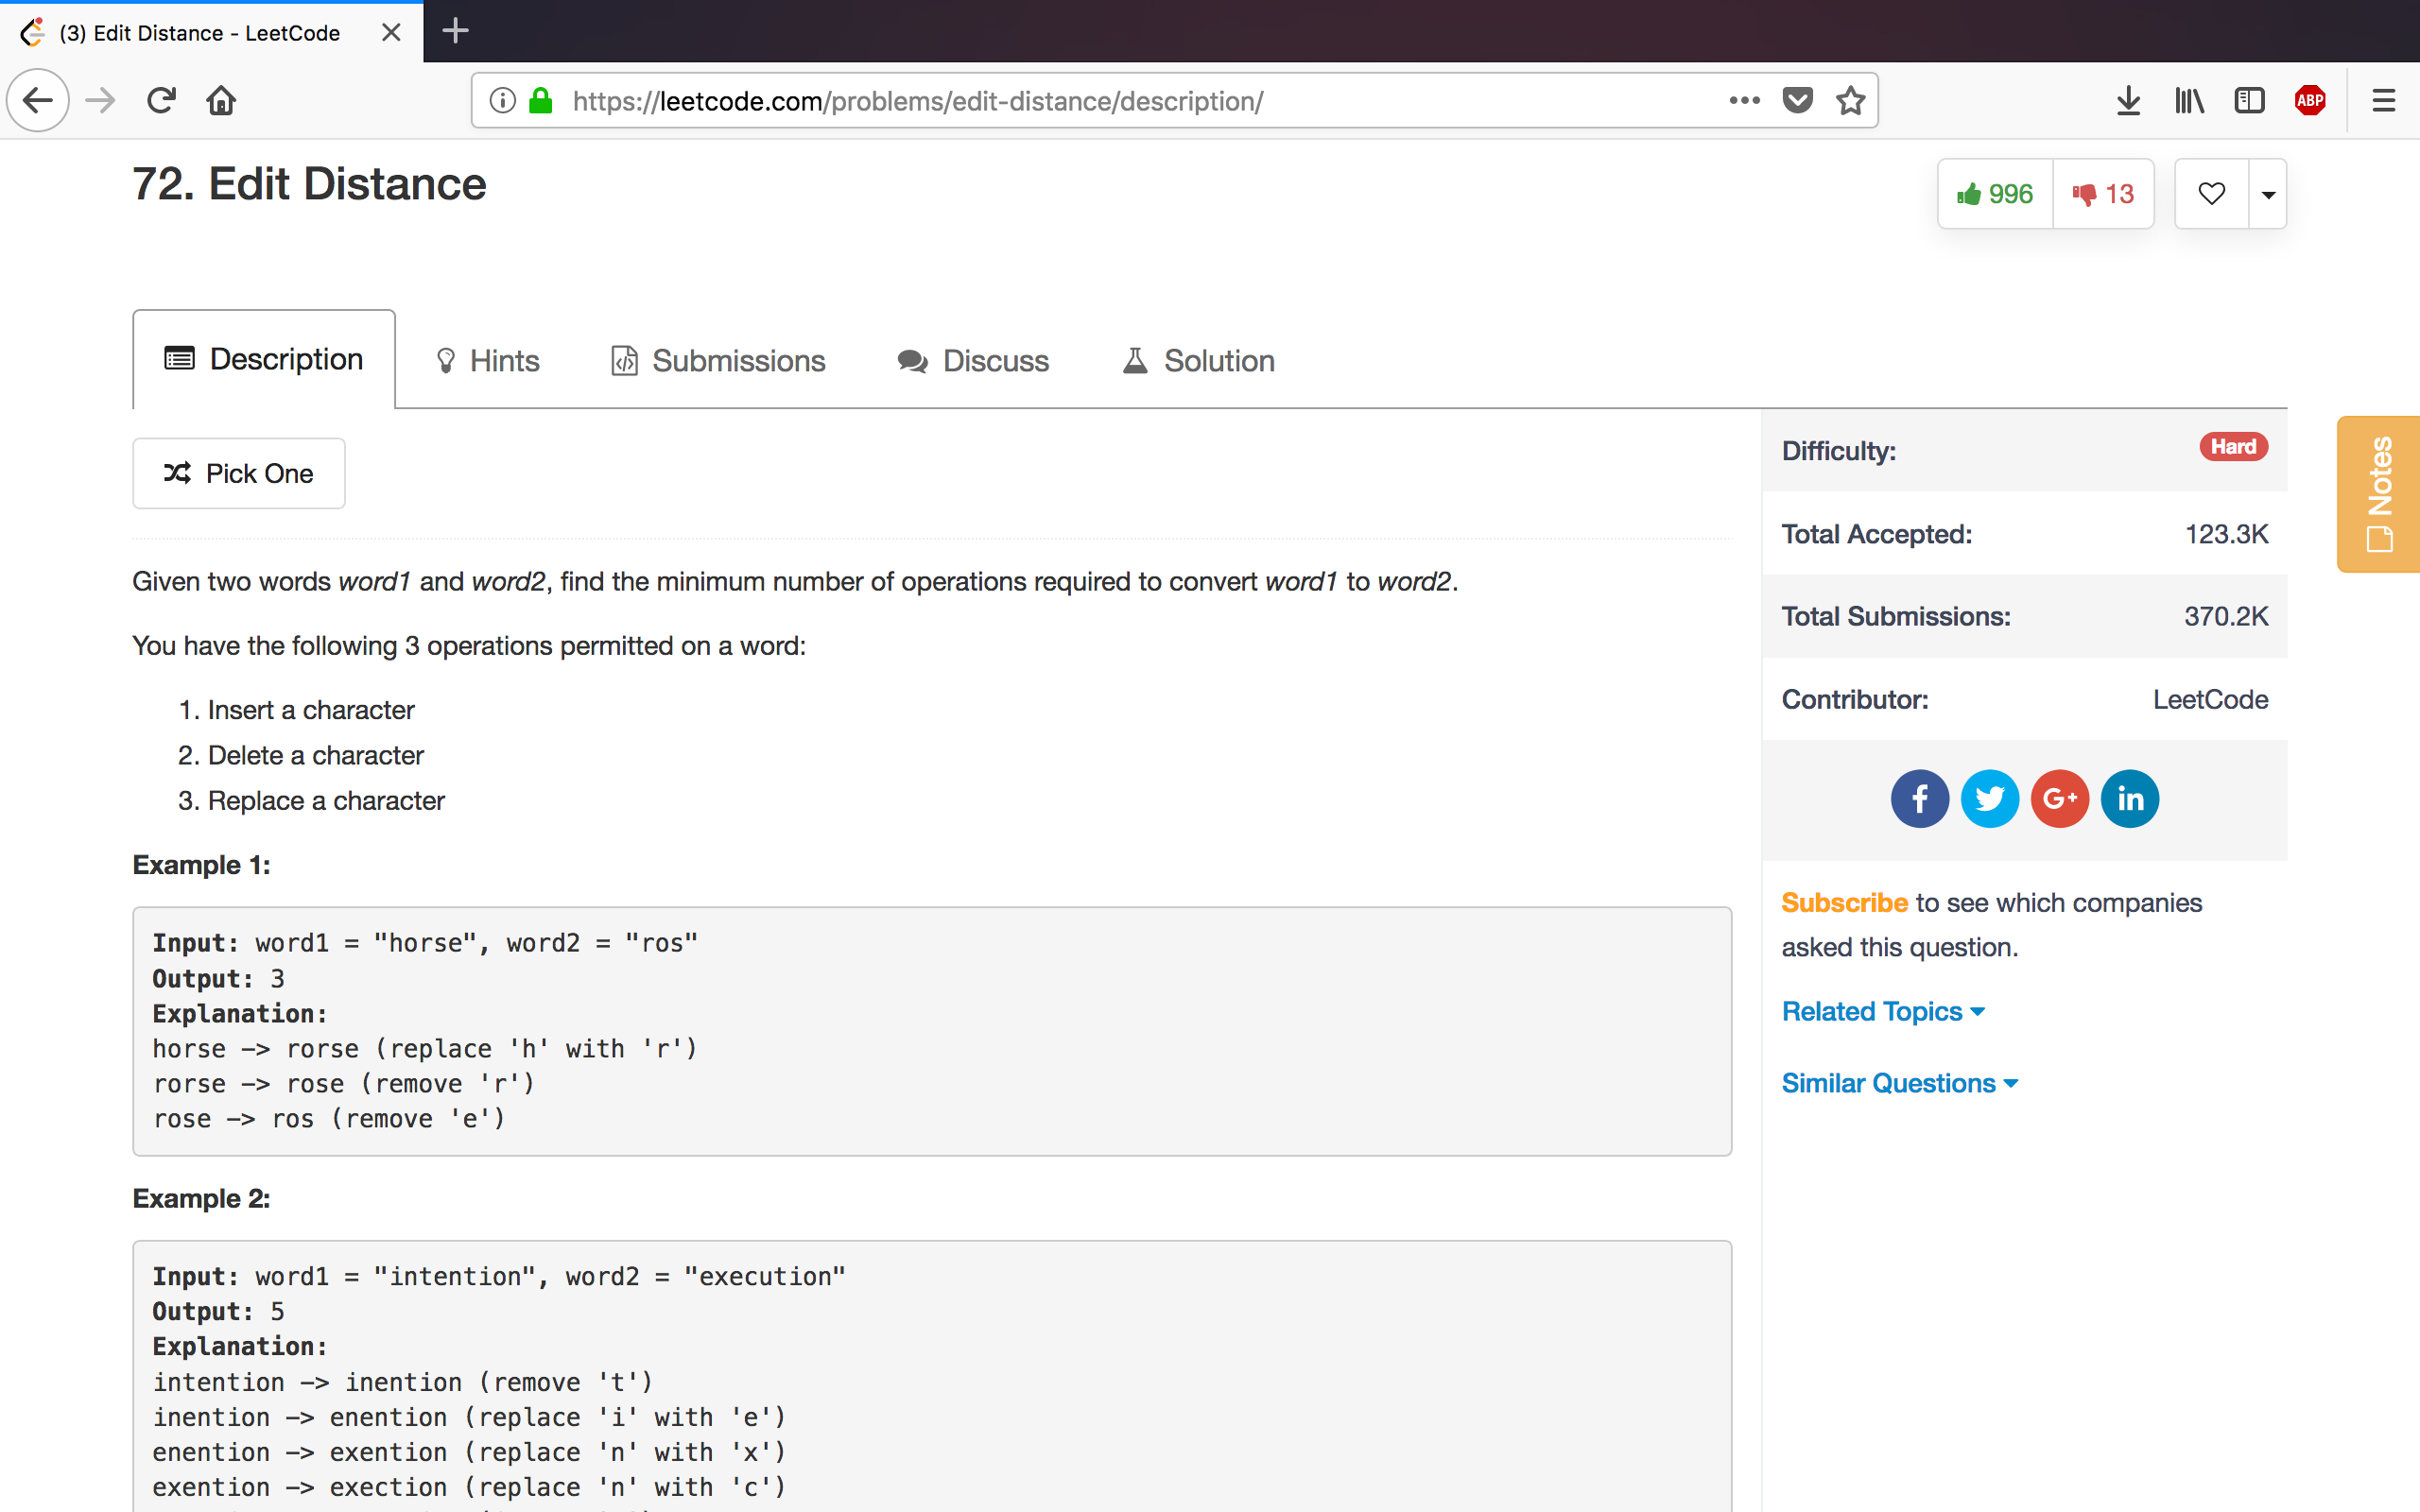 (3) Edit Distance - LeetCode
https://leetcode.com/problems/edit-distance/description/
ABP
72. Edit Distance
996
13
Description
Hints
Submissions
Discuss
Solution
Pick One
Given two words word1 and word2, find the minimum number of operations required to convert word1 to word2.
You have the following 3 operations permitted on a word:
1. Insert a character
2. Delete a character
3. Replace a character
Example 1:
Input: word1 = "horse", word2 = "ros"
Output: 3
Explanation:
horse -> rorse (replace 'h' with 'r')
rorse -> rose (remove 'r')
rose -> ros (remove 'e')
Example 2:
Input: word1 = "intention", word2 = "execution"
Output: 5
Explanation:
intention -> inention (remove 't')
inention -> enention (replace 'i' with 'e')
enention -> exention (replace 'n' with 'x')
exention -> exection (replace 'n' with 'c')
Difficulty: Hard
Total Accepted: 123.3K
Total Submissions: 370.2K
Contributor: LeetCode
f G+ in
Subscribe to see which companies
asked this question.
Related Topics
Similar Questions
Notes